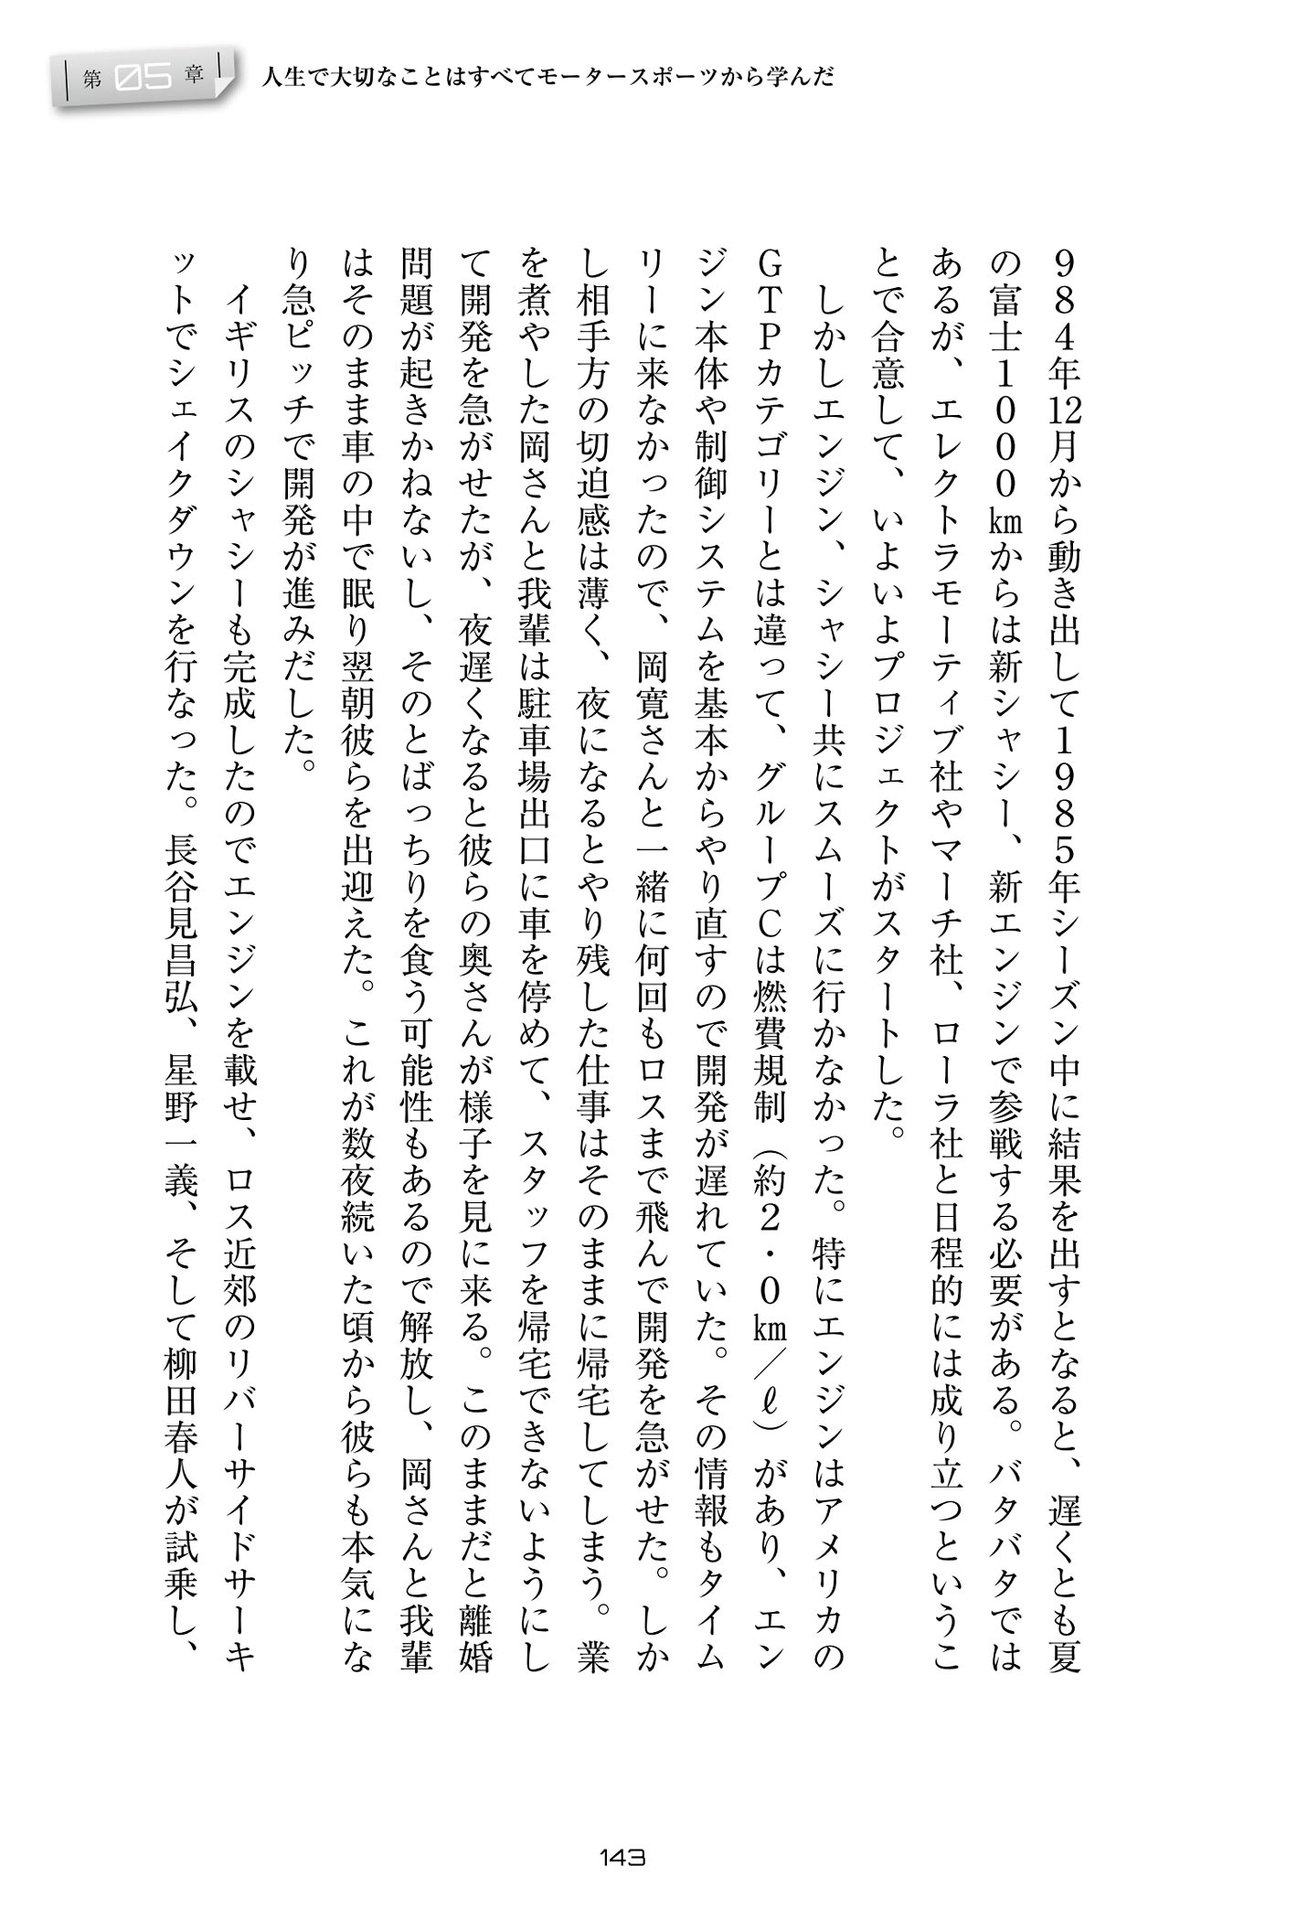 第05章 人生で大切なことはすべてモータースポーツから学んだ
984年12月から動き出して1985年シーズン中に結果を出すとなると、遅くとも夏
の富士1000㎞からは新シャシー、新エンジンで参戦する必要がある。バタバタでは
あるが、エレクトラモーティブ社やマーチ社、ローラ社と日程的には成り立つというこ
とで合意して、いよいよプロジェクトがスタートした。
　しかしエンジン、シャシー共にスムーズに行かなかった。特にエンジンはアメリカの
GTPカテゴリーとは違って、グループCは燃費規制（約2・0㎞／ℓ）があり、エン
ジン本体や制御システムを基本からやり直すので開発が遅れていた。その情報もタイム
リーに来なかったので、岡寛さんと一緒に何回もロスまで飛んで開発を急がせた。しか
し相手方の切迫感は薄く、夜になるとやり残した仕事はそのままに帰宅してしまう。業
を煮やした岡さんと我輩は駐車場出口に車を停めて、スタッフを帰宅できないようにし
て開発を急がせたが、夜遅くなると彼らの奥さんが様子を見に来る。このままだと離婚
問題が起きかねないし、そのとばっちりを食う可能性もあるので解放し、岡さんと我輩
はそのまま車の中で眠り翌朝彼らを出迎えた。これが数夜続いた頃から彼らも本気にな
り急ピッチで開発が進みだした。
　イギリスのシャシーも完成したのでエンジンを載せ、ロス近郊のリバーサイドサーキ
ットでシェイクダウンを行なった。長谷見昌弘、星野一義、そして柳田春人が試乗し、
143